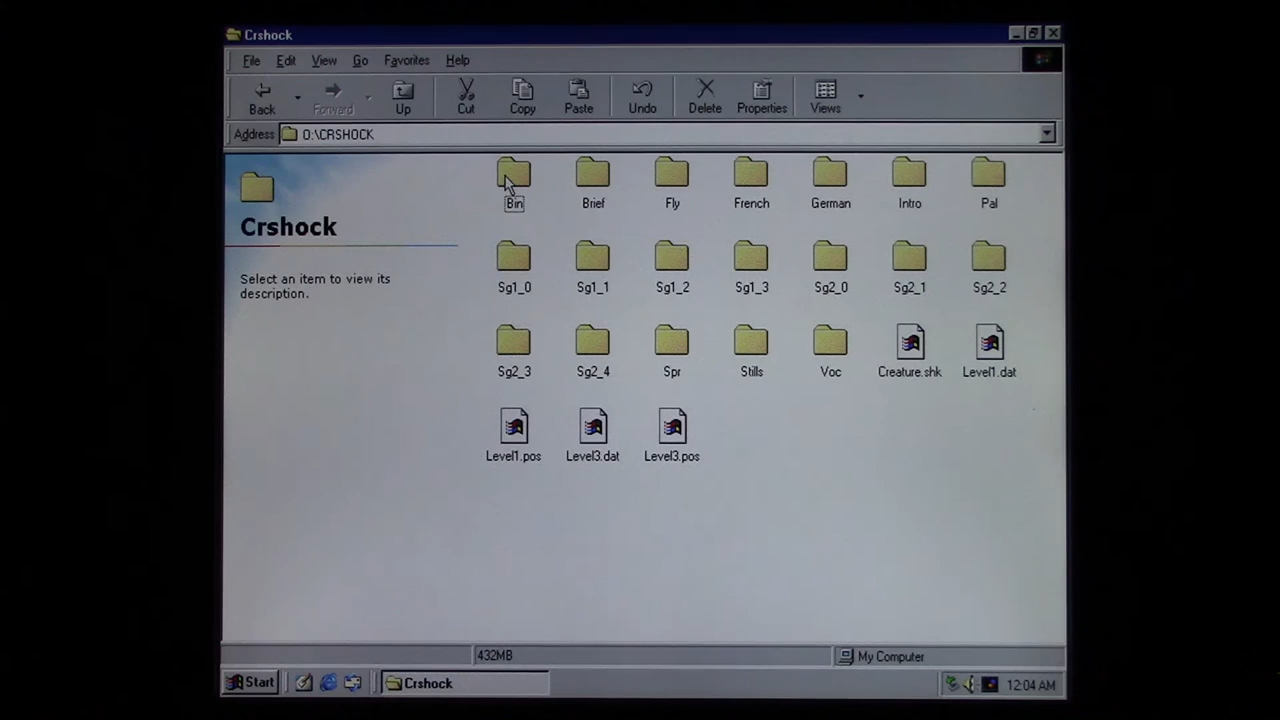 Crshock
File Edit View Go Favorites Help
Back Forward Up Cut Copy Paste Undo Delete Properties Views
Address O:\CRSHOCK
Crshock
Select an item to view its
description.
Bin Brief Fly French German Intro Pal
Sg1_0 Sg1_1 Sg1_2 Sg1_3 Sg2_0 Sg2_1 Sg2_2
Sg2_3 Sg2_4 Spr Stills Voc Creature.shk Level1.dat
Level1.pos Level3.dat Level3.pos
432MB My Computer
Start Crshock 12:04 AM